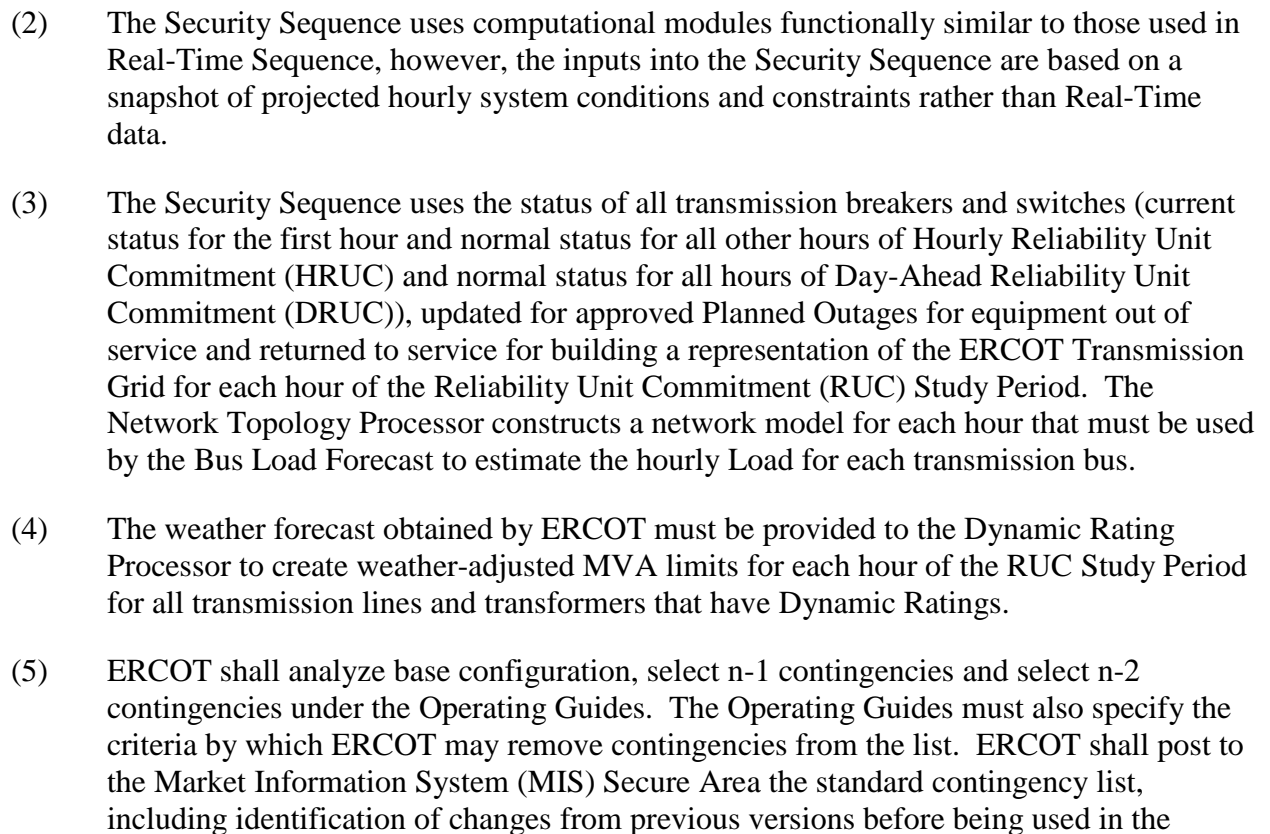 (2) The Security Sequence uses computational modules functionally similar to those used in
Real-Time Sequence, however, the inputs into the Security Sequence are based on a
snapshot of projected hourly system conditions and constraints rather than Real-Time
data.
(3) The Security Sequence uses the status of all transmission breakers and switches (current
status for the first hour and normal status for all other hours of Hourly Reliability Unit
Commitment (HRUC) and normal status for all hours of Day-Ahead Reliability Unit
Commitment (DRUC)), updated for approved Planned Outages for equipment out of
service and returned to service for building a representation of the ERCOT Transmission
Grid for each hour of the Reliability Unit Commitment (RUC) Study Period. The
Network Topology Processor constructs a network model for each hour that must be used
by the Bus Load Forecast to estimate the hourly Load for each transmission bus.
(4) The weather forecast obtained by ERCOT must be provided to the Dynamic Rating
Processor to create weather-adjusted MVA limits for each hour of the RUC Study Period
for all transmission lines and transformers that have Dynamic Ratings.
(5) ERCOT shall analyze base configuration, select n-1 contingencies and select n-2
contingencies under the Operating Guides. The Operating Guides must also specify the
criteria by which ERCOT may remove contingencies from the list. ERCOT shall post to
the Market Information System (MIS) Secure Area the standard contingency list,
including identification of changes from previous versions before being used in the